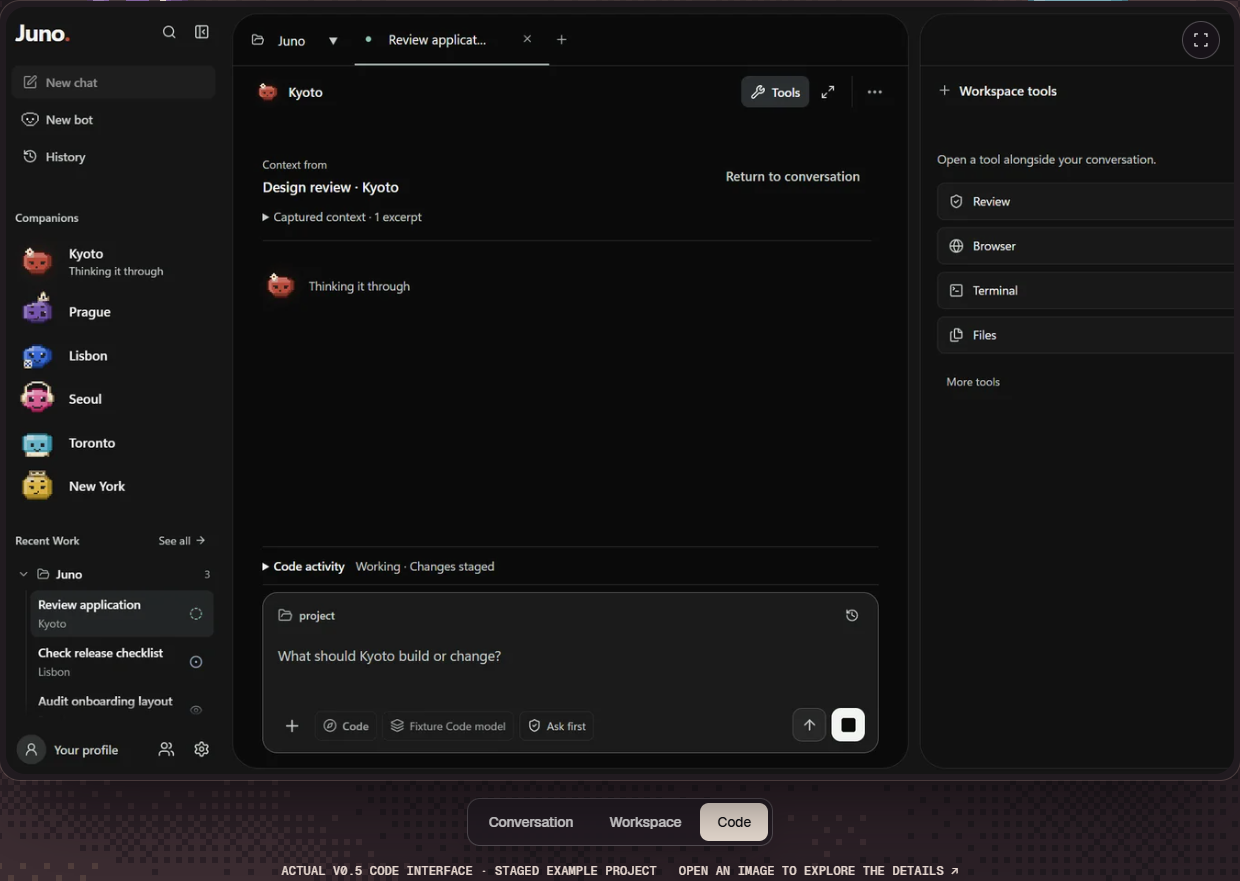 Juno.
New chat
New bot
History
Companions
Kyoto
Thinking it through
Prague
Lisbon
Seoul
Toronto
New York
Recent Work
See all →
Juno
3
Review application
Kyoto
Check release checklist
Lisbon
Audit onboarding layout
Your profile
Juno
Review applicat...
Kyoto
Tools
Context from
Design review · Kyoto
Return to conversation
Captured context · 1 excerpt
Thinking it through
Code activity Working · Changes staged
project
What should Kyoto build or change?
Code
Fixture Code model
Ask first
Workspace tools
Open a tool alongside your conversation.
Review
Browser
Terminal
Files
More tools
Conversation
Workspace
Code
ACTUAL V0.5 CODE INTERFACE · STAGED EXAMPLE PROJECT OPEN AN IMAGE TO EXPLORE THE DETAILS ↗